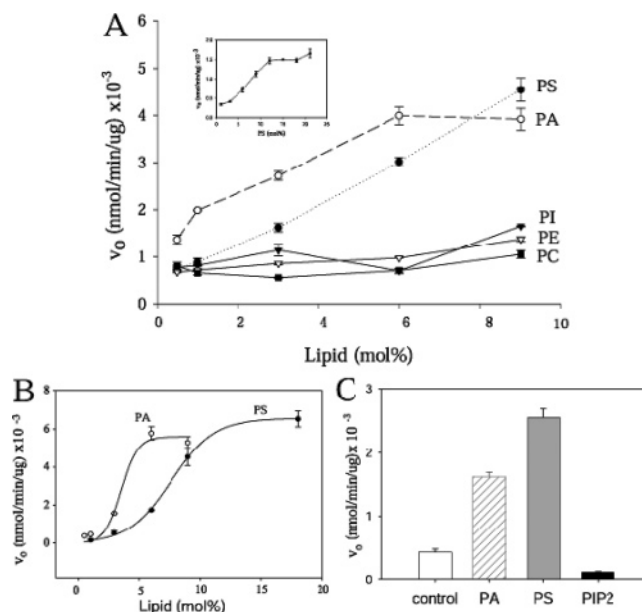 A
v₀ (nmol/min/ug) x10⁻³
6
5
4
3
2
1
0
0 2 4 6 8 10
Lipid (mol%)
PS
PA
PI
PE
PC
PS (mol%)
B
v₀ (nmol/min/ug) x10 ⁻³
8
6
4
2
0
0 5 10 15 20
Lipid (mol%)
PA
PS
C
v₀ (nmol/min/ug)x 10 ⁻³
3
2
1
0
control PA PS PIP2